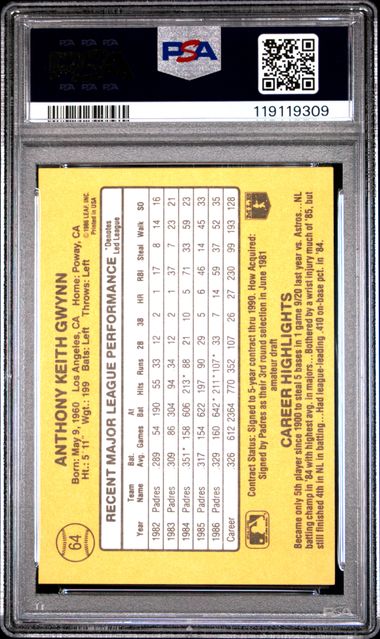 PSA
119119309
64
ANTHONY KEITH GWYNN
© 1986 LEAF, INC.
Printed in USA
Born: May 9, 1960 Los Angeles, CA Home: Poway, CA
Ht.: 5' 11" Wgt.: 199 Bats: Left Throws: Left
RECENT MAJOR LEAGUE PERFORMANCE *Denotes Led League
Year Team Name Bat. Avg. Games At Bat Hits Runs 2B 3B HR RBI Steal Walk SO
1982 Padres 289 54 190 55 33 12 2 1 17 8 14 16
1983 Padres 309 86 304 94 34 12 2 1 37 7 23 21
1984 Padres 351* 158 606 213* 88 21 10 5 71 33 59 23
1985 Padres 317 154 622 197 90 29 5 6 46 14 45 33
1986 Padres 329 160 642* 211* 107* 33 7 14 59 37 52 35
Career 326 612 2364 770 352 107 26 27 230 99 193 128
Contract Status: Signed to 5-year contract thru 1990. How Acquired:
Signed by Padres as their 3rd round selection in June 1981
amateur draft
CAREER HIGHLIGHTS
Became only 5th player since 1900 to steal 5 bases in 1 game 9/20 last year vs. Astros...NL
batting champ in '84 with highest avg. in majors...Bothered by a wrist injury much of '85, but
still finished 4th in NL in batting...Had league-leading .410 on-base pct. in '84.